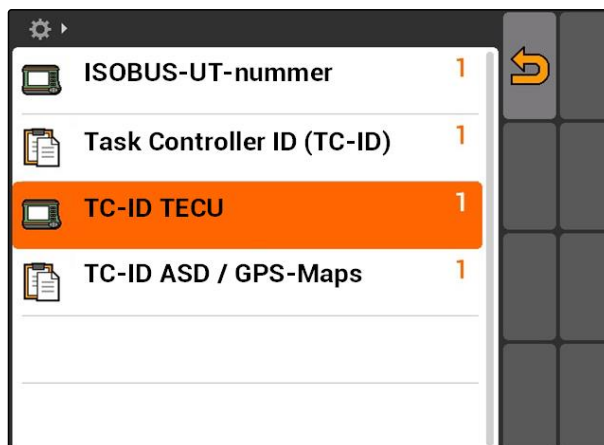 ISOBUS-UT-nummer 1
Task Controller ID (TC-ID) 1
TC-ID TECU 1
TC-ID ASD / GPS-Maps 1